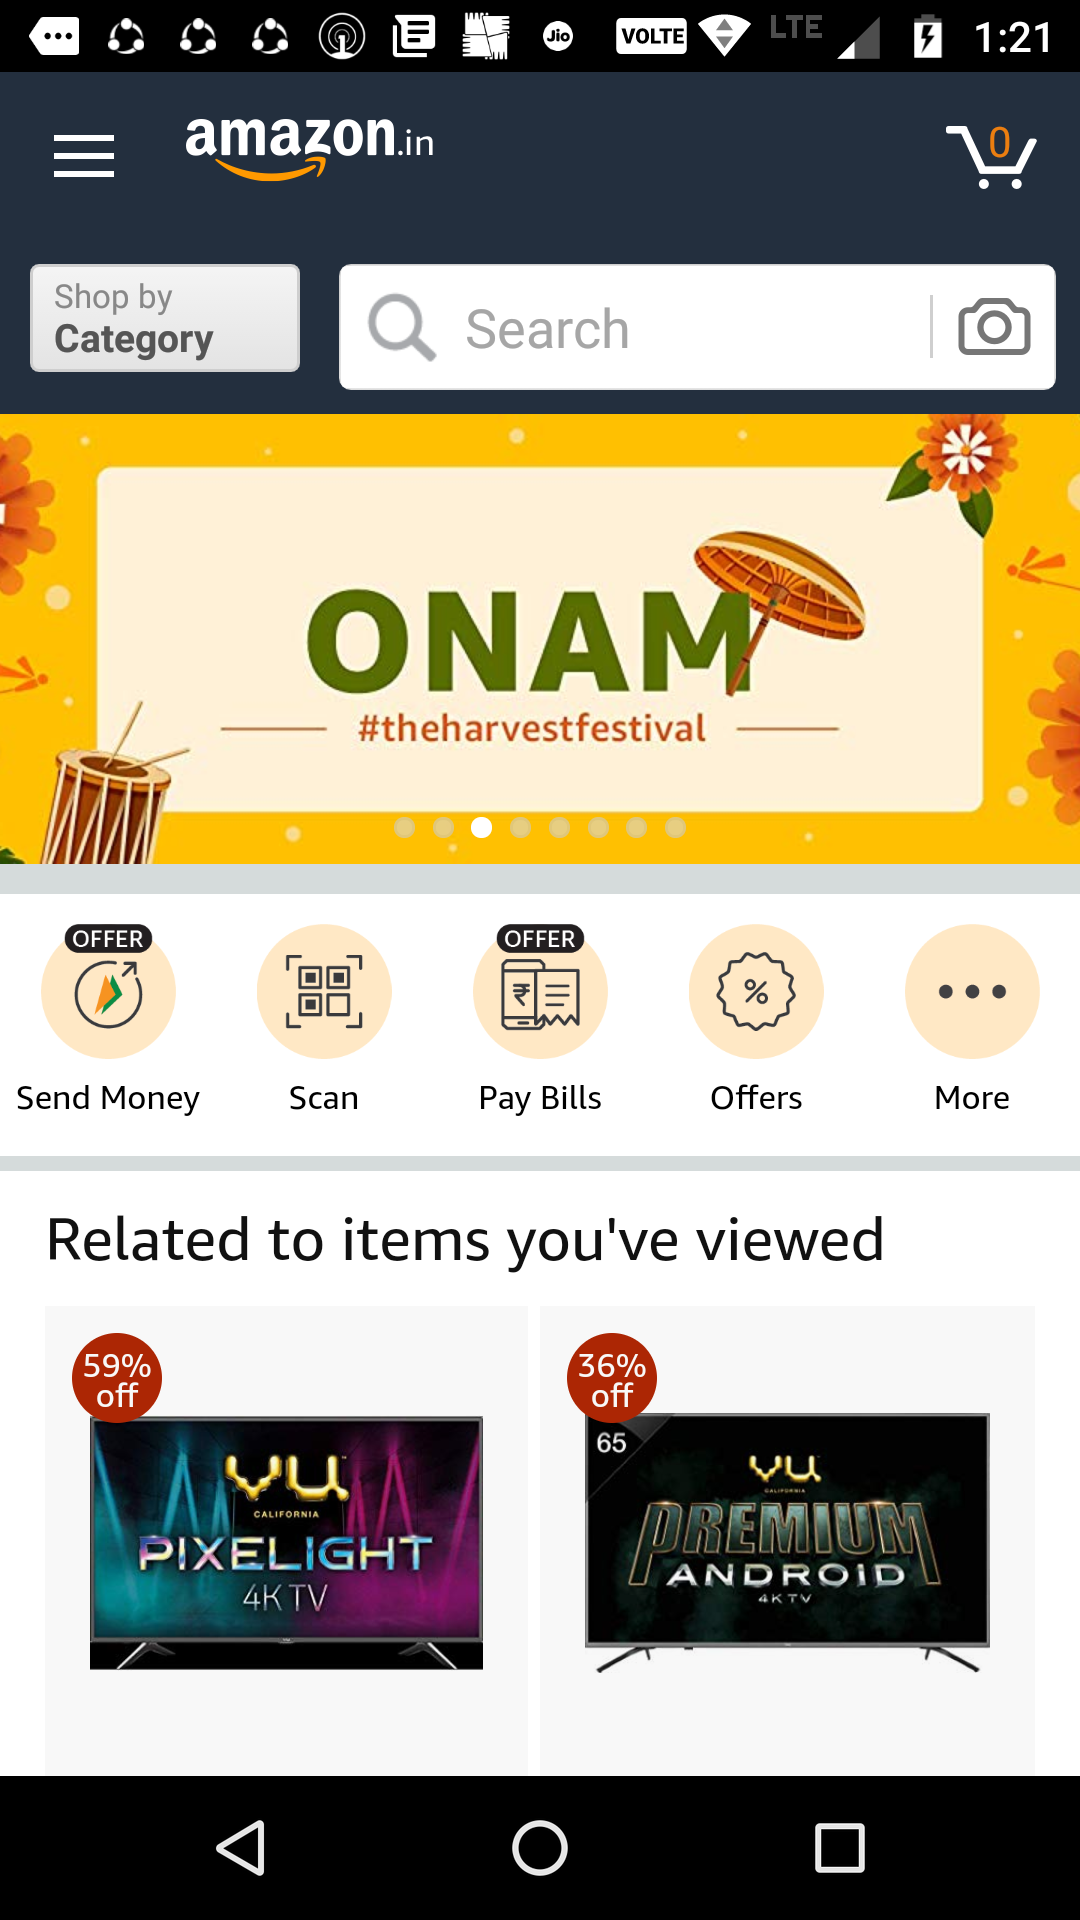 Jio VOLTE LTE 1:21
amazon.in
0
Shop by
Category
Search
ONAM
#theharvestfestival
OFFER
OFFER
₹
%
Send Money
Scan
Pay Bills
Offers
More
Related to items you've viewed
59%
off
36%
off
65
VU
CALIFORNIA
PIXELIGHT
4K TV
VU
CALIFORNIA
PREMIUM
ANDROID
4K TV